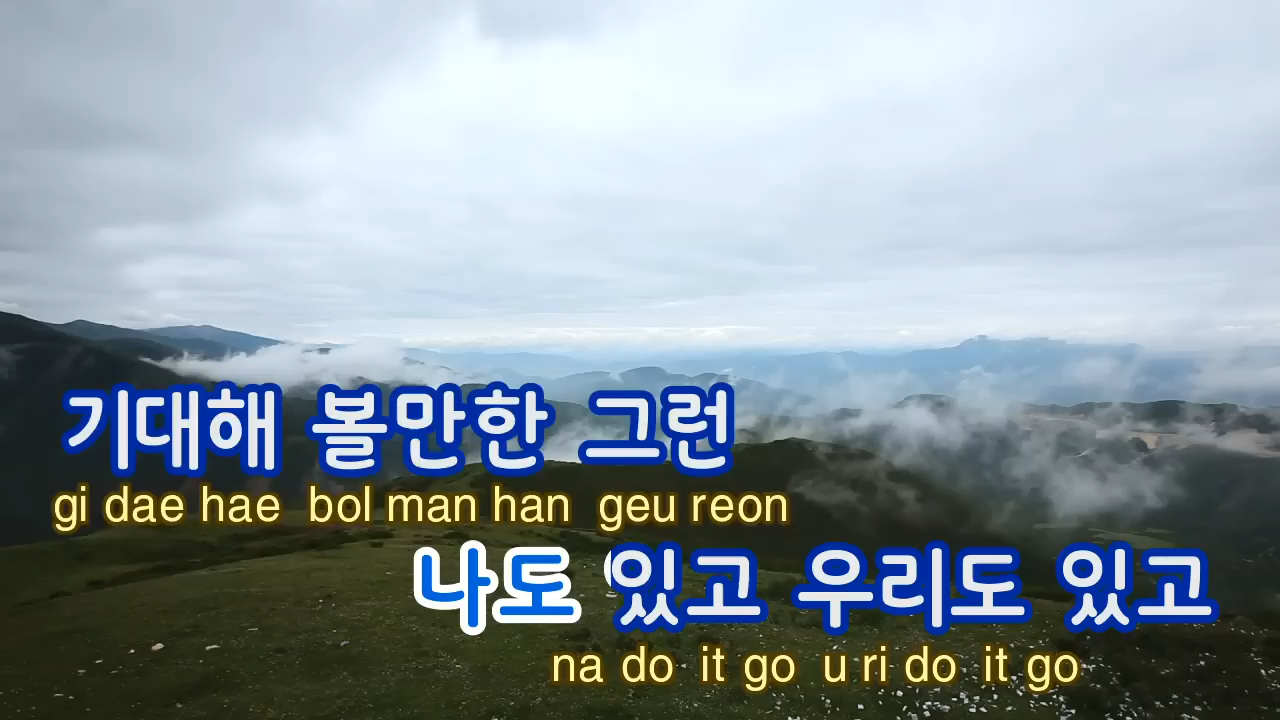 기대해 볼만한 그런
gi dae hae bol man han geu reon
나도 있고 우리도 있고
na do it go u ri do it go